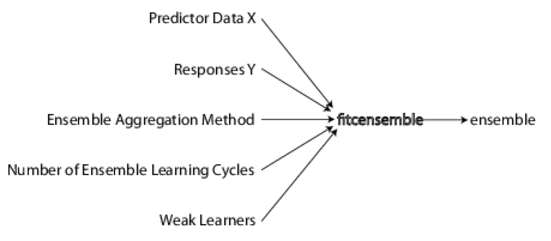 Predictor Data X
Responses Y
Ensemble Aggregation Method
fitcensemble
ensemble
Number of Ensemble Learning Cycles
Weak Learners